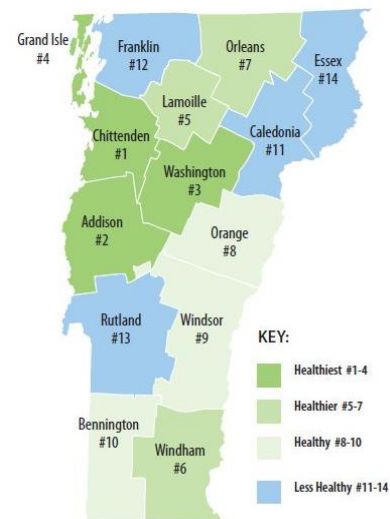 Grand Isle
#4
Franklin
#12
Orleans
#7
Essex
#14
Lamoille
#5
Chittenden
#1
Caledonia
#11
Washington
#3
Addison
#2
Orange
#8
Rutland
#13
Windsor
#9
KEY:
Healthiest #1-4
Healthier #5-7
Healthy #8-10
Less Healthy #11-14
Bennington
#10
Windham
#6